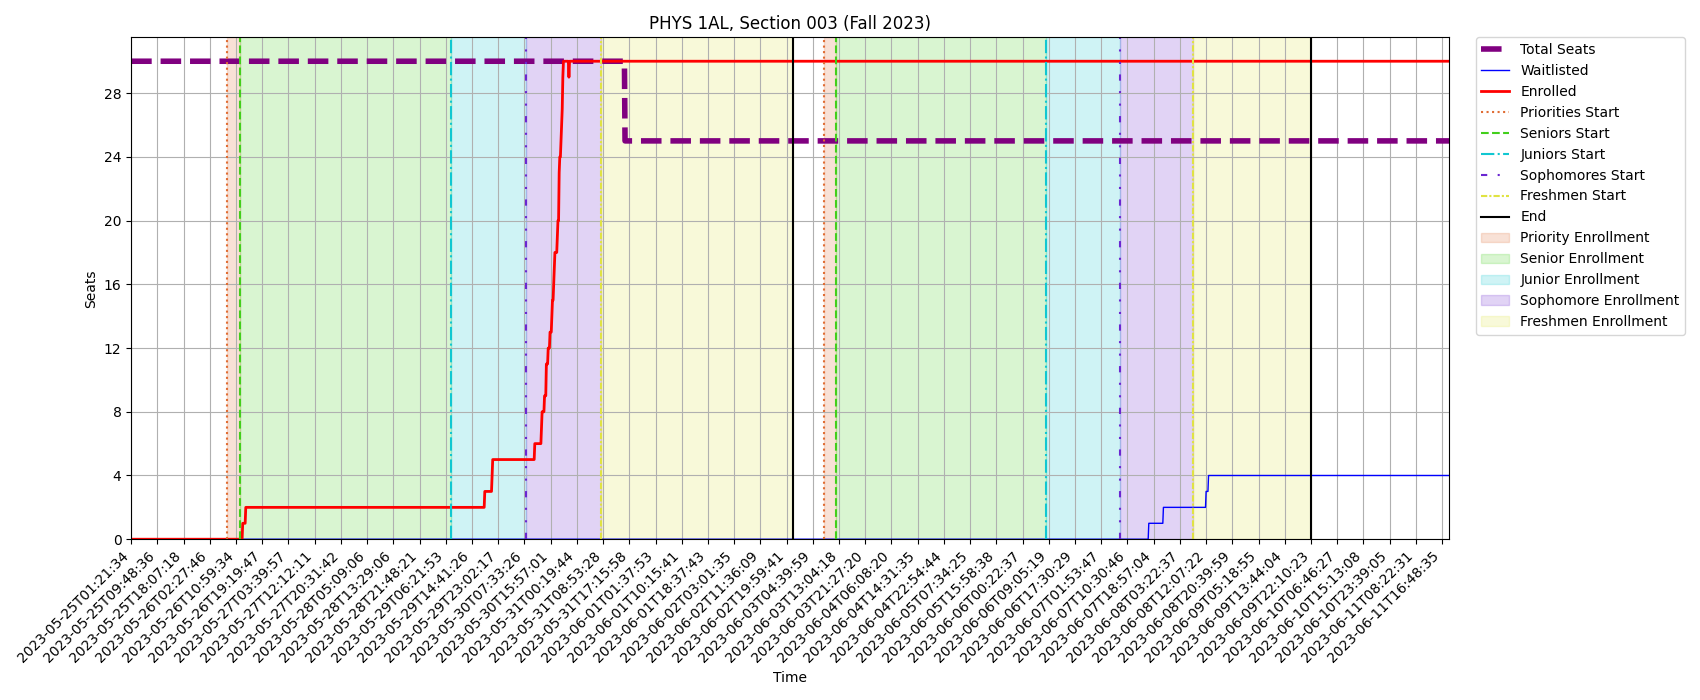 PHYS 1AL, Section 003 (Fall 2023)
Seats
28
24
20
16
12
8
4
0
2023-05-25T01:21:34
2023-05-25T09:48:36
2023-05-25T18:07:18
2023-05-26T02:27:46
2023-05-26T10:59:34
2023-05-26T19:19:47
2023-05-27T03:39:57
2023-05-27T12:12:11
2023-05-27T20:31:42
2023-05-28T05:09:06
2023-05-28T13:29:06
2023-05-28T21:48:21
2023-05-29T06:21:53
2023-05-29T14:41:26
2023-05-29T23:02:17
2023-05-30T07:33:26
2023-05-30T15:57:01
2023-05-31T00:19:44
2023-05-31T08:53:28
2023-05-31T17:15:58
2023-06-01T01:37:53
2023-06-01T10:15:41
2023-06-01T18:37:43
2023-06-02T03:01:35
2023-06-02T11:36:09
2023-06-02T19:59:41
2023-06-03T04:39:59
2023-06-03T13:04:18
2023-06-03T21:27:20
2023-06-04T06:08:20
2023-06-04T14:31:35
2023-06-04T22:54:44
2023-06-05T07:34:25
2023-06-05T15:58:38
2023-06-06T00:22:37
2023-06-06T09:05:19
2023-06-06T17:30:29
2023-06-07T01:53:47
2023-06-07T10:30:46
2023-06-07T18:57:04
2023-06-08T03:22:37
2023-06-08T12:07:22
2023-06-08T20:39:59
2023-06-09T05:18:55
2023-06-09T13:44:04
2023-06-09T22:10:23
2023-06-10T06:46:27
2023-06-10T15:13:08
2023-06-10T23:39:05
2023-06-11T08:22:31
2023-06-11T16:48:35
Time
Total Seats
Waitlisted
Enrolled
Priorities Start
Seniors Start
Juniors Start
Sophomores Start
Freshmen Start
End
Priority Enrollment
Senior Enrollment
Junior Enrollment
Sophomore Enrollment
Freshmen Enrollment